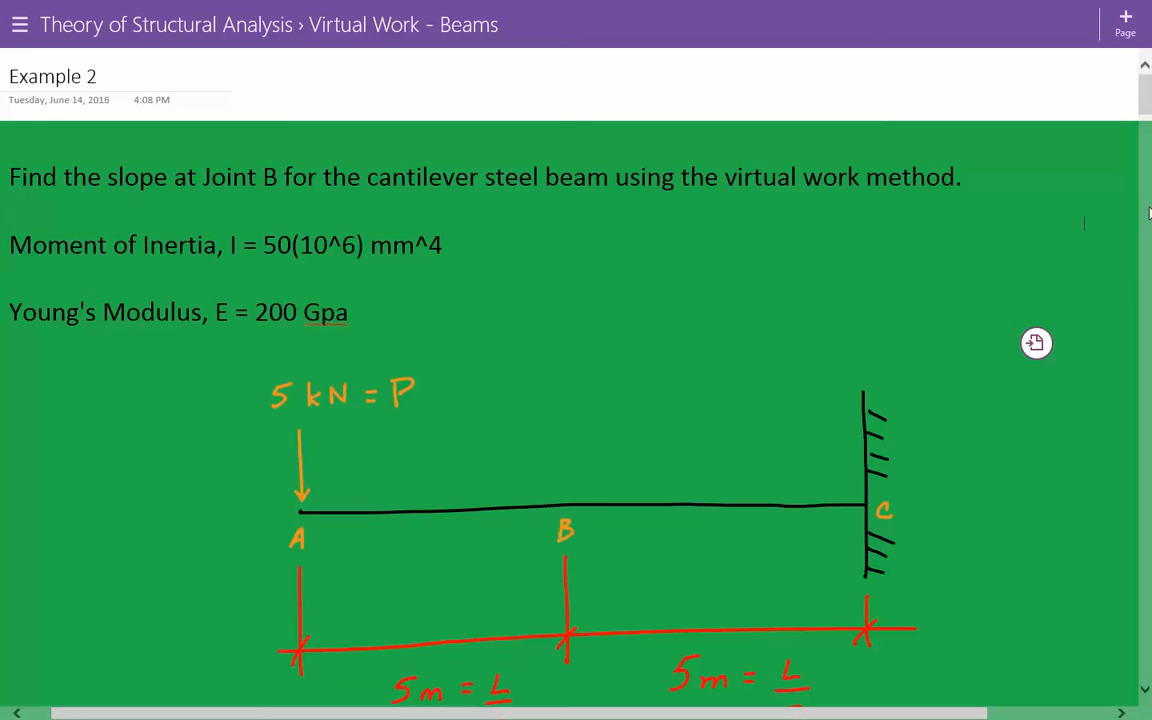 Theory of Structural Analysis › Virtual Work - Beams
Page
Example 2
Tuesday, June 14, 2016 4:08 PM
Find the slope at Joint B for the cantilever steel beam using the virtual work method.
Moment of Inertia, I = 50(10^6) mm^4
Young's Modulus, E = 200 Gpa
5 kN = P
A
B
C
5m = L
5m = L